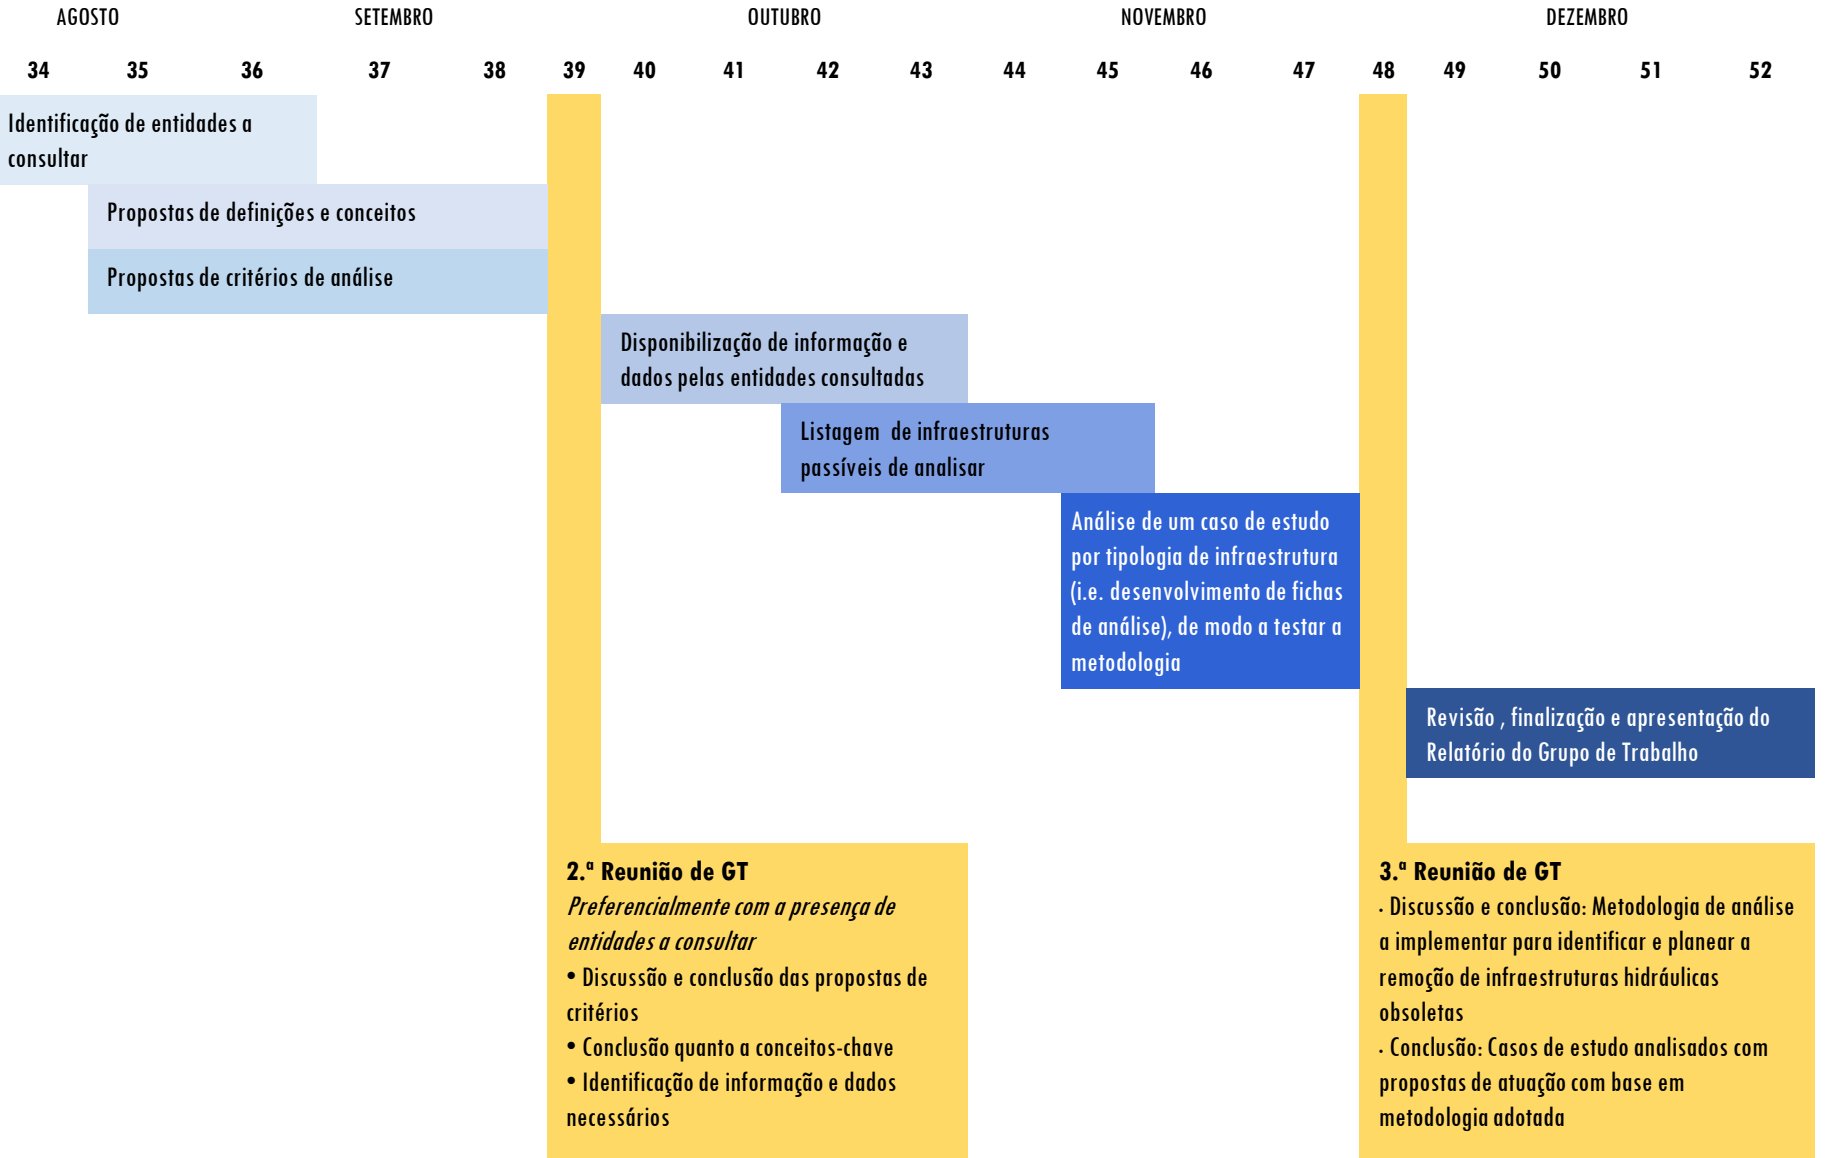 AGOSTO SETEMBRO OUTUBRO NOVEMBRO DEZEMBRO
34 35 36 37 38 39 40 41 42 43 44 45 46 47 48 49 50 51 52
Identificação de entidades a
consultar
Propostas de definições e conceitos
Propostas de critérios de análise
Disponibilização de informação e
dados pelas entidades consultadas
Listagem de infraestruturas
passíveis de analisar
Análise de um caso de estudo
por tipologia de infraestrutura
(i.e. desenvolvimento de fichas
de análise), de modo a testar a
metodologia
Revisão , finalização e apresentação do
Relatório do Grupo de Trabalho
2.ª Reunião de GT
Preferencialmente com a presença de
entidades a consultar
• Discussão e conclusão das propostas de
critérios
• Conclusão quanto a conceitos-chave
• Identificação de informação e dados
necessários
3.ª Reunião de GT
· Discussão e conclusão: Metodologia de análise
a implementar para identificar e planear a
remoção de infraestruturas hidráulicas
obsoletas
· Conclusão: Casos de estudo analisados com
propostas de atuação com base em
metodologia adotada